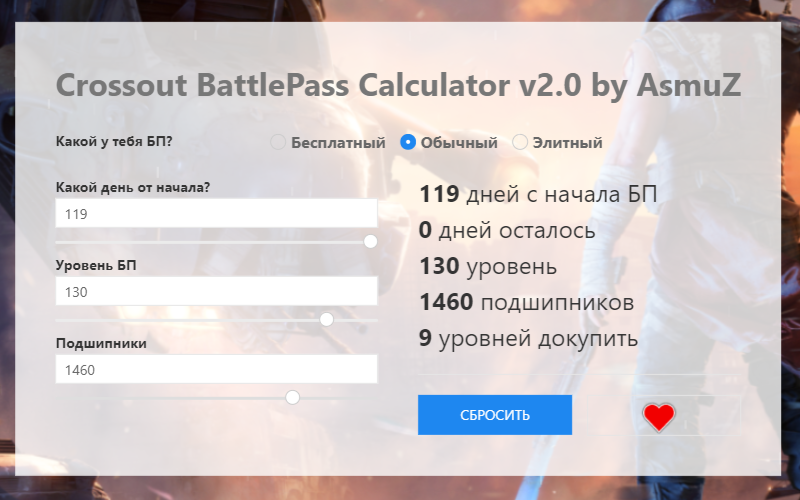 Crossout BattlePass Calculator v2.0 by AsmuZ
Какой у тебя БП?
Бесплатный
Обычный
Элитный
Какой день от начала?
119
Уровень БП
130
Подшипники
1460
119 дней с начала БП
0 дней осталось
130 уровень
1460 подшипников
9 уровней докупить
СБРОСИТЬ